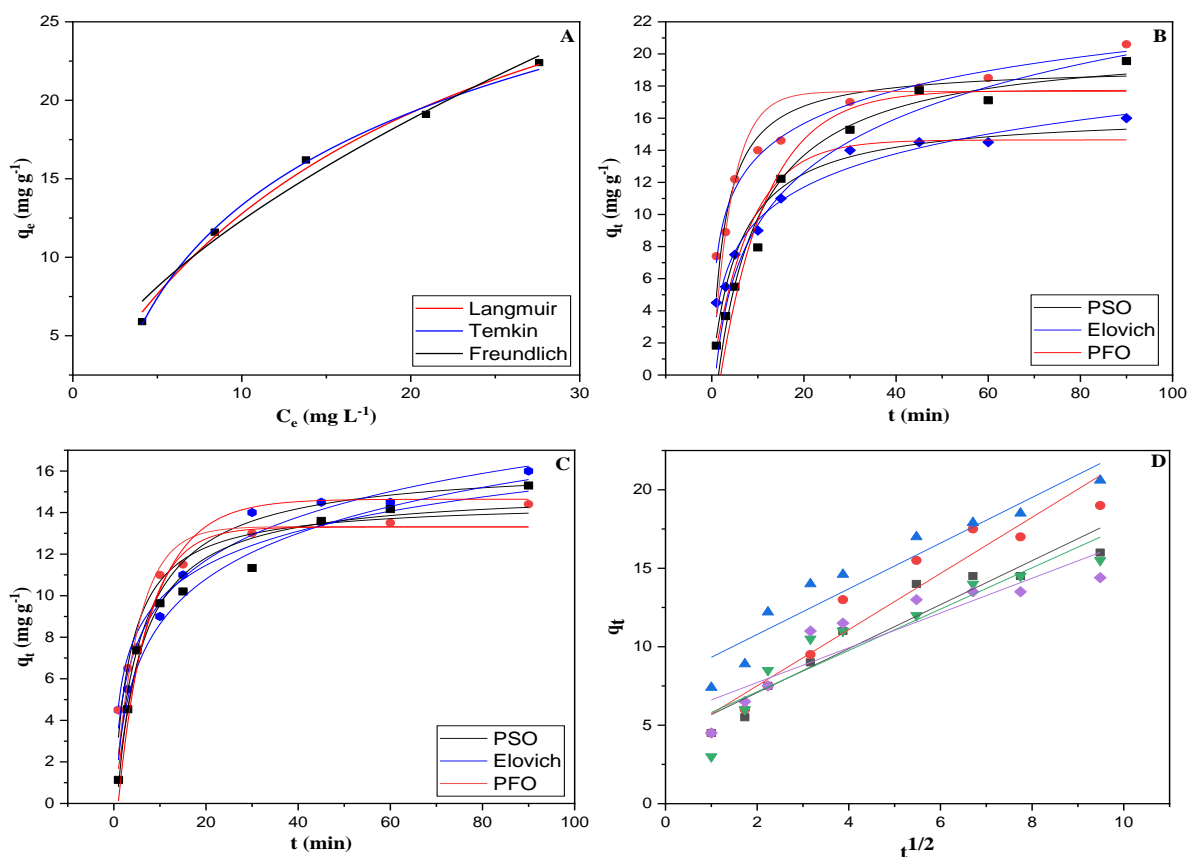 A
25
20
15
10
5
q_e (mg g^-1)
Langmuir
Temkin
Freundlich
0 10 20 30
C_e (mg L^-1)
B
22
20
18
16
14
12
10
8
6
4
2
0
q_t (mg g^-1)
PSO
Elovich
PFO
0 20 40 60 80 100
t (min)
C
16
14
12
10
8
6
4
2
0
q_t (mg g^-1)
PSO
Elovich
PFO
0 20 40 60 80 100
t (min)
D
20
15
10
5
0
q_t
0 2 4 6 8 10
t^1/2